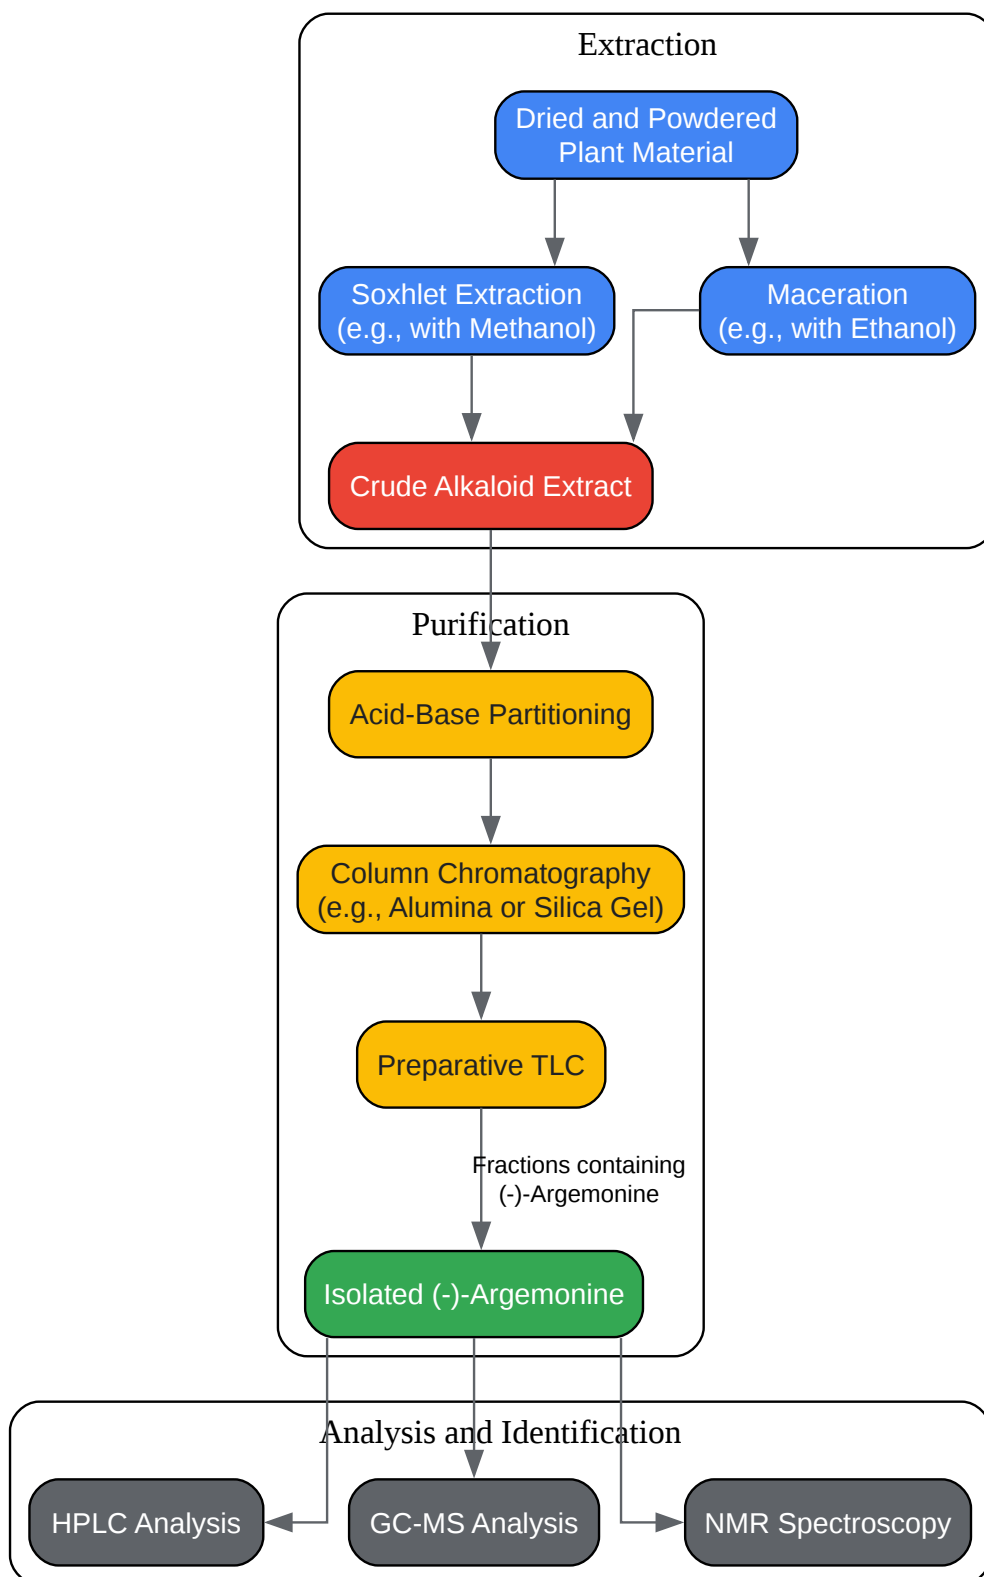 Extraction
Dried and Powdered
Plant Material
Soxhlet Extraction
(e.g., with Methanol)
Maceration
(e.g., with Ethanol)
Crude Alkaloid Extract
Purification
Acid-Base Partitioning
Column Chromatography
(e.g., Alumina or Silica Gel)
Preparative TLC
Fractions containing
(-)-Argemonine
Isolated (-)-Argemonine
Analysis and Identification
HPLC Analysis
GC-MS Analysis
NMR Spectroscopy